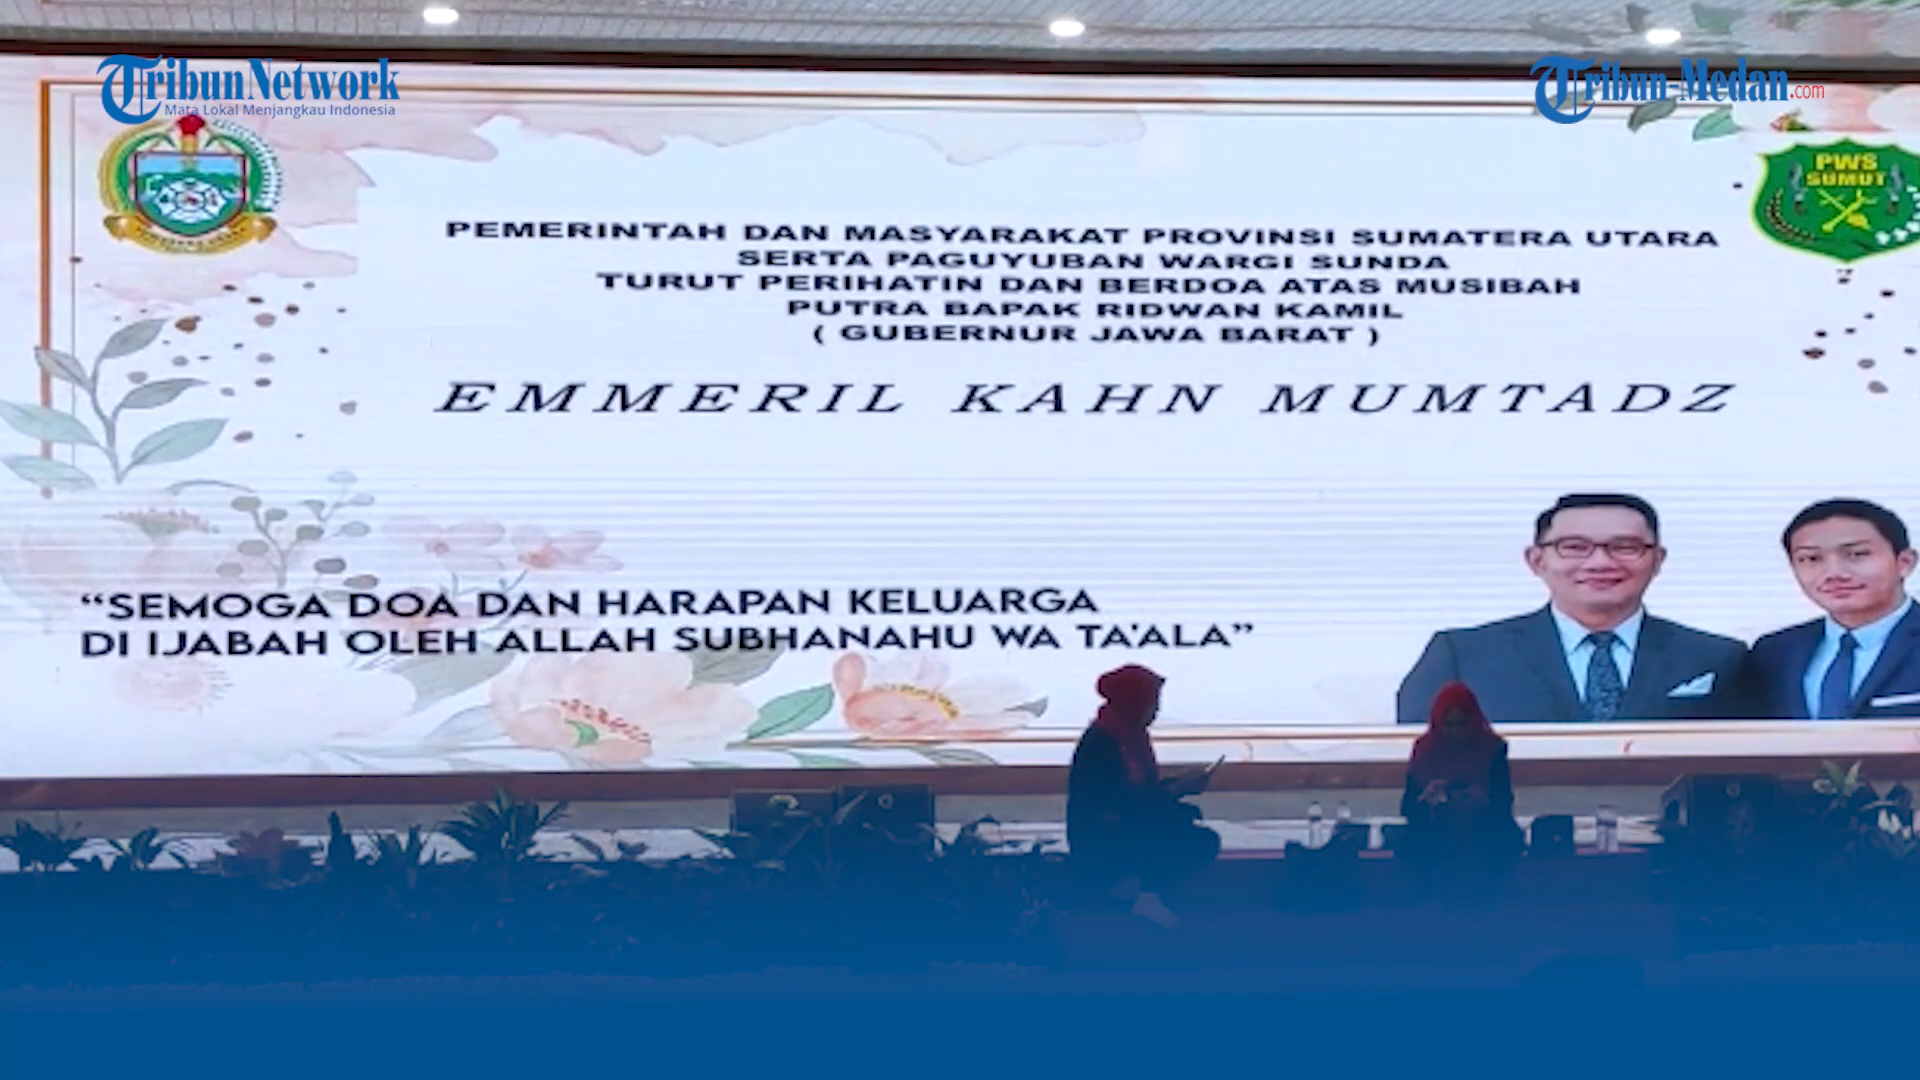 TribunNetwork
Mata Lokal Menjangkau Indonesia
Tribun-Medan.com
PWS
SUMUT
PEMERINTAH DAN MASYARAKAT PROVINSI SUMATERA UTARA
SERTA PAGUYUBAN WARGI SUNDA
TURUT PERIHATIN DAN BERDOA ATAS MUSIBAH
PUTRA BAPAK RIDWAN KAMIL
( GUBERNUR JAWA BARAT )
EMMERIL KAHN MUMTADZ
“SEMOGA DOA DAN HARAPAN KELUARGA
DI IJABAH OLEH ALLAH SUBHANAHU WA TA'ALA”